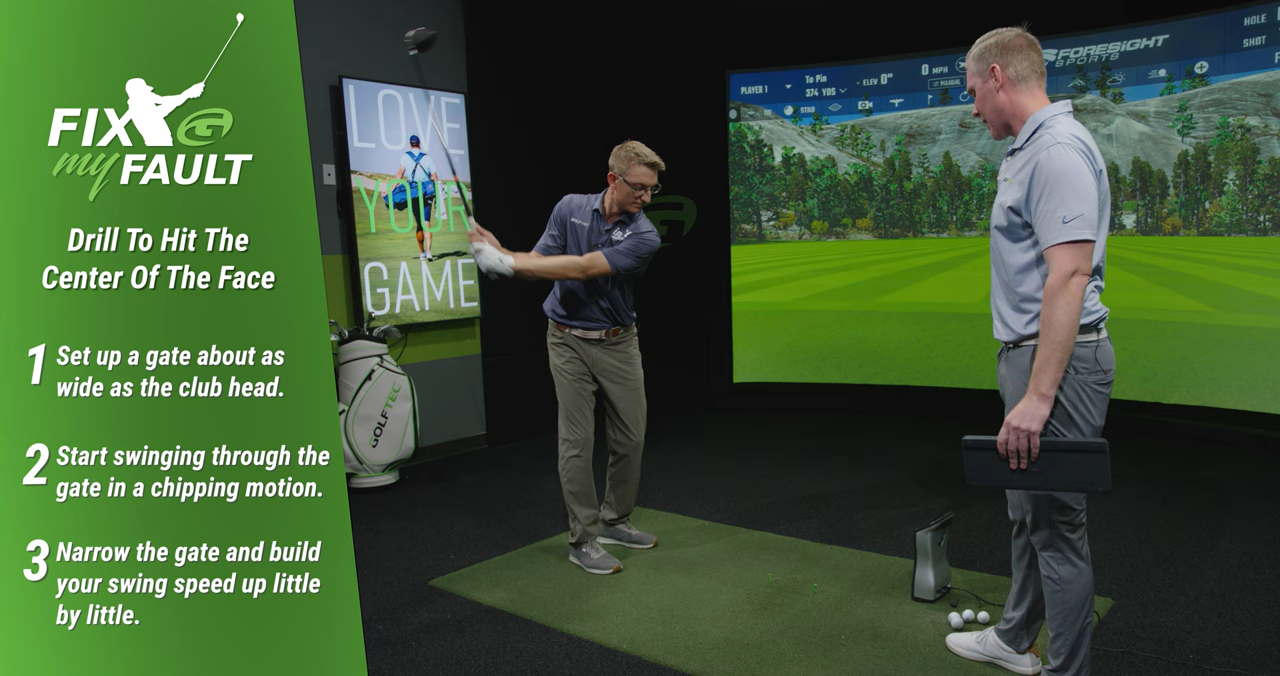 FIX
my FAULT
Drill To Hit The
Center Of The Face
1 Set up a gate about as
wide as the club head.
2 Start swinging through the
gate in a chipping motion.
3 Narrow the gate and build
your swing speed up little
by little.
LOVE
YOUR
GAME
GOLFTEC
PLAYER 1
To Pin
374 YDS
ELEV 0"
0 MPH
STND
FORESIGHT
SPORTS
HOLE
SHOT